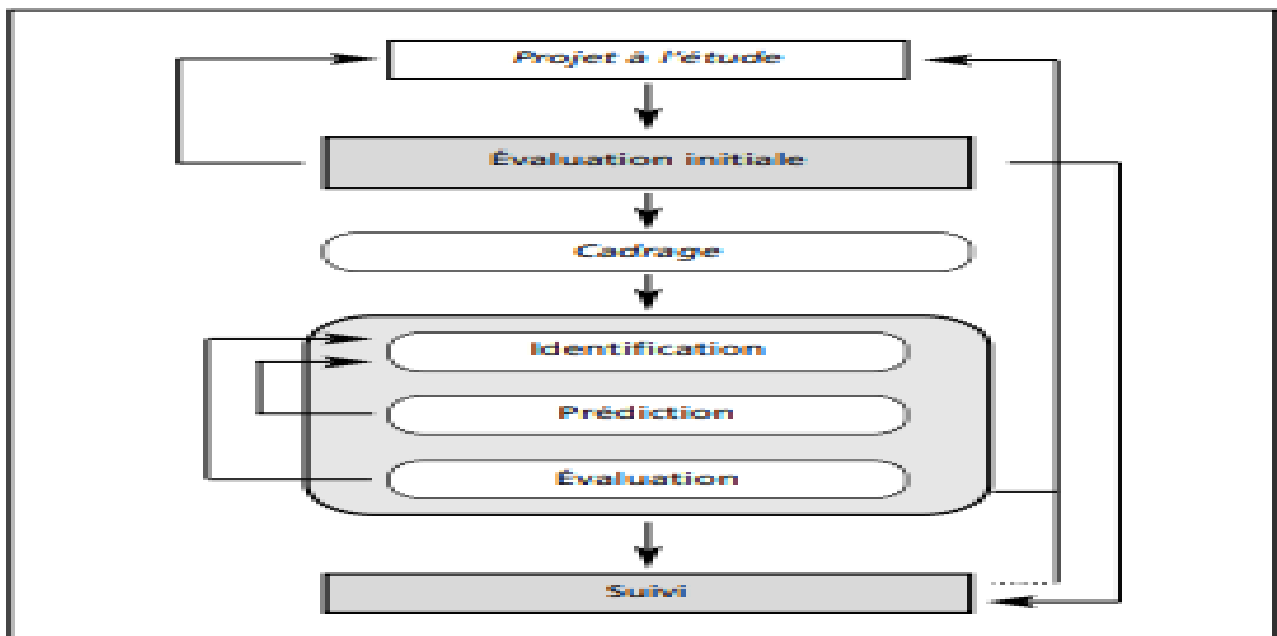 Projet à l'étude
Évaluation initiale
Cadrage
Identification
Prédiction
Évaluation
Suivi